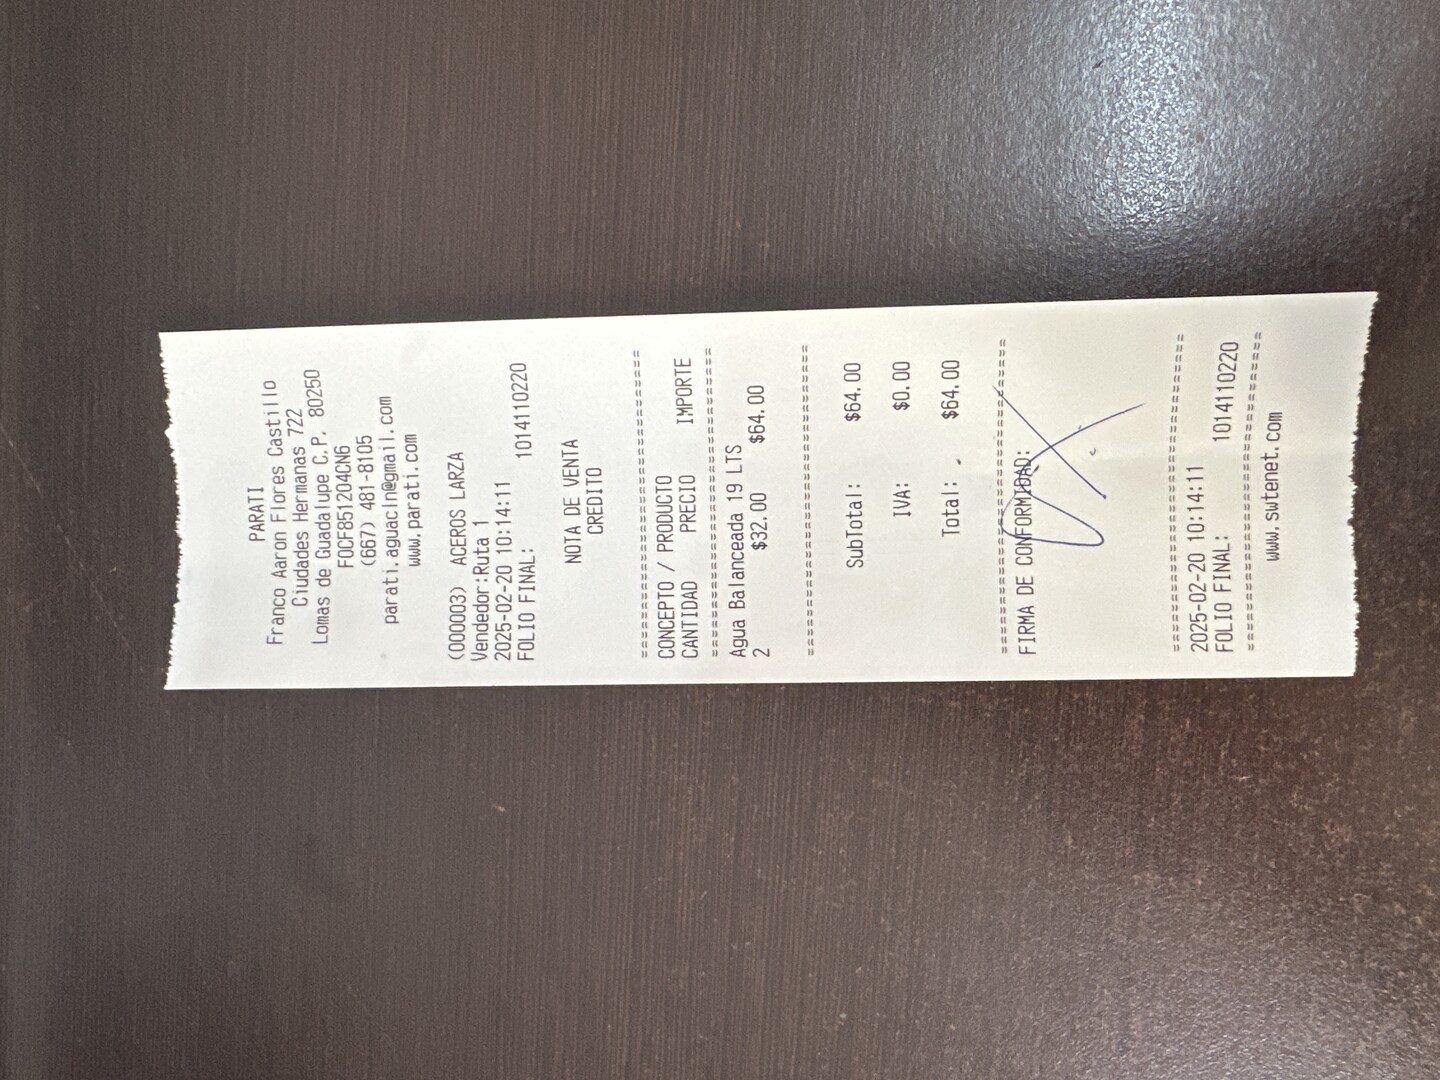 PARATI
Franco Aaron Flores Castillo
Ciudades Hermanas 722
Lomas de Guadalupe C.P. 80250
FOCF851204CN6
(667) 481-8105
parati.aguacln@gmail.com
www.parati.com
(000003) ACEROS LARZA
Vendedor:Ruta 1
2025-02-20 10:14:11
FOLIO FINAL: 1014110220
NOTA DE VENTA
CREDITO
==================================
CONCEPTO / PRODUCTO
CANTIDAD PRECIO IMPORTE
==================================
Agua Balanceada 19 LTS
2 $32.00 $64.00
==================================
SubTotal: $64.00
IVA: $0.00
Total: $64.00
==================================
FIRMA DE CONFORMIDAD:
==================================
2025-02-20 10:14:11
FOLIO FINAL: 1014110220
==================================
www.swtenet.com